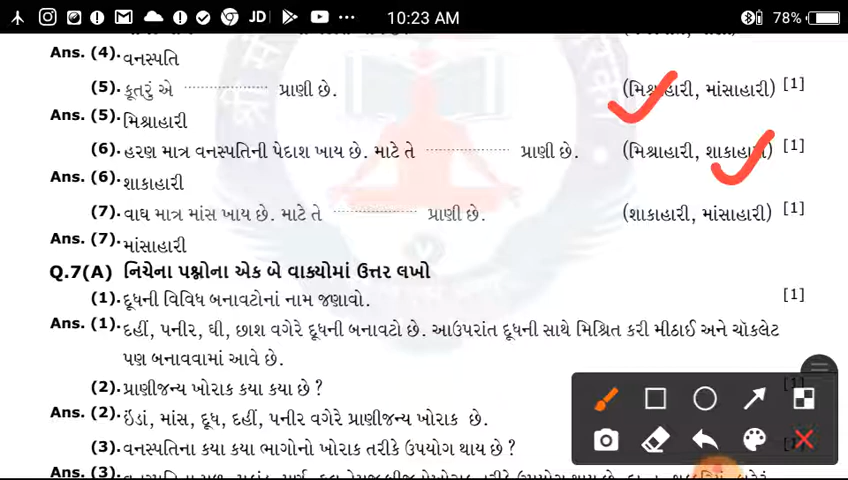 JD 10:23 AM 78%
Ans. (4). વનસ્પતિ
(5). કૂતરું એ ................ પ્રાણી છે. (મિશ્રાહારી, માંસાહારી) [1]
Ans. (5). મિશ્રાહારી
(6). હરણ માત્ર વનસ્પતિની પેદાશ ખાય છે. માટે તે ................ પ્રાણી છે. (મિશ્રાહારી, શાકાહારી) [1]
Ans. (6). શાકાહારી
(7). વાઘ માત્ર માંસ ખાય છે. માટે તે ................ પ્રાણી છે. (શાકાહારી, માંસાહારી) [1]
Ans. (7). માંસાહારી
Q.7(A) નિચેના પશ્નોના એક બે વાક્યોમાં ઉત્તર લખો
(1). દૂધની વિવિધ બનાવટોનાં નામ જણાવો. [1]
Ans. (1). દહીં, પનીર, ઘી, છાશ વગેરે દૂધની બનાવટો છે. આઉપરાંત દૂધની સાથે મિશ્રિત કરી મીઠાઈ અને ચૉકલેટ
પણ બનાવવામાં આવે છે.
(2). પ્રાણીજન્ય ખોરાક કયા કયા છે ? [1]
Ans. (2). ઇંડાં, માંસ, દૂધ, દહીં, પનીર વગેરે પ્રાણીજન્ય ખોરાક છે.
(3). વનસ્પતિના કયા કયા ભાગોનો ખોરાક તરીકે ઉપયોગ થાય છે ?
Ans. (3).